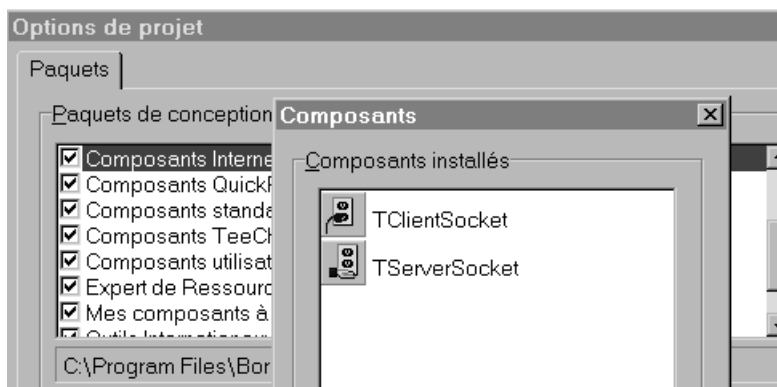 Options de projet
Paquets
Paquets de conception
Composants Interne
Composants Quick
Composants standa
Composants TeeCh
Composants utilisat
Expert de Ressourc
Mes composants à
C:\Program Files\Bor
Composants
Composants installés
TClientSocket
TServerSocket